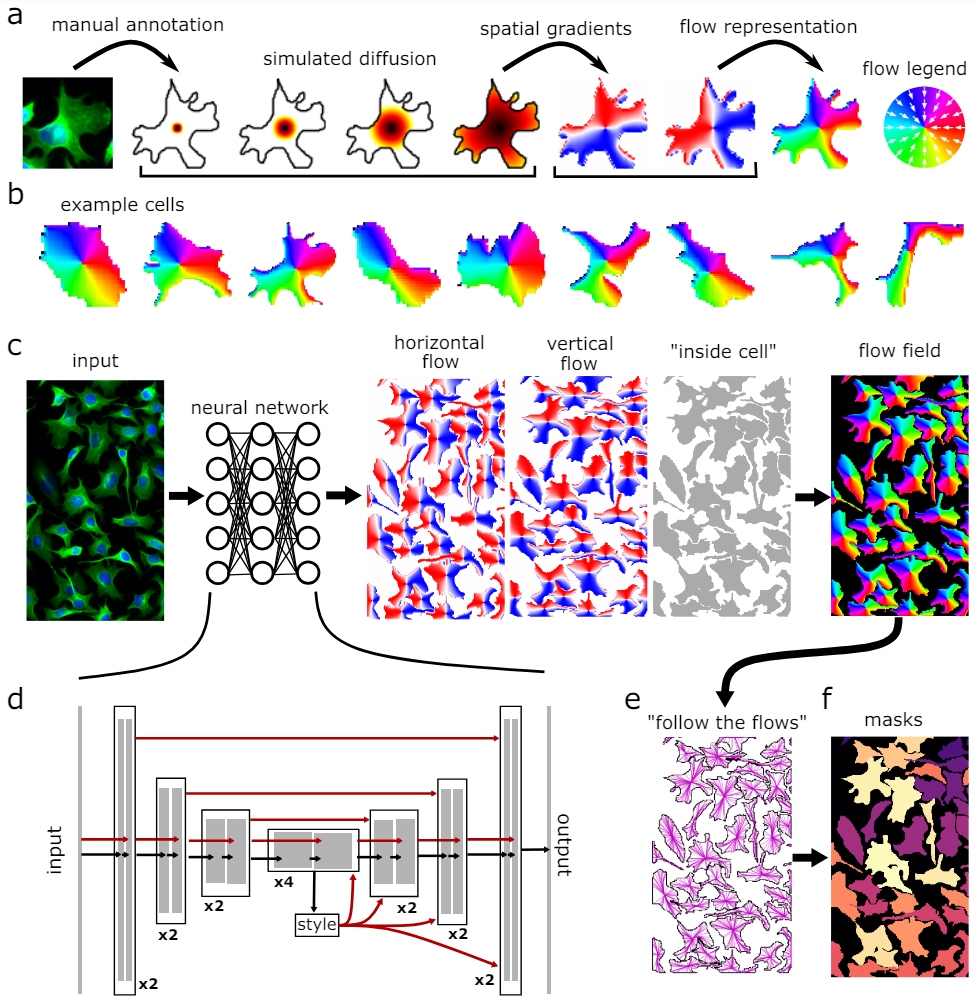 a
manual annotation
simulated diffusion
spatial gradients
flow representation
flow legend
b
example cells
c
input
neural network
horizontal
flow
vertical
flow
"inside cell"
flow field
d
input
x2
x2
x2
x4
style
x2
x2
x2
output
e
"follow the flows"
f
masks